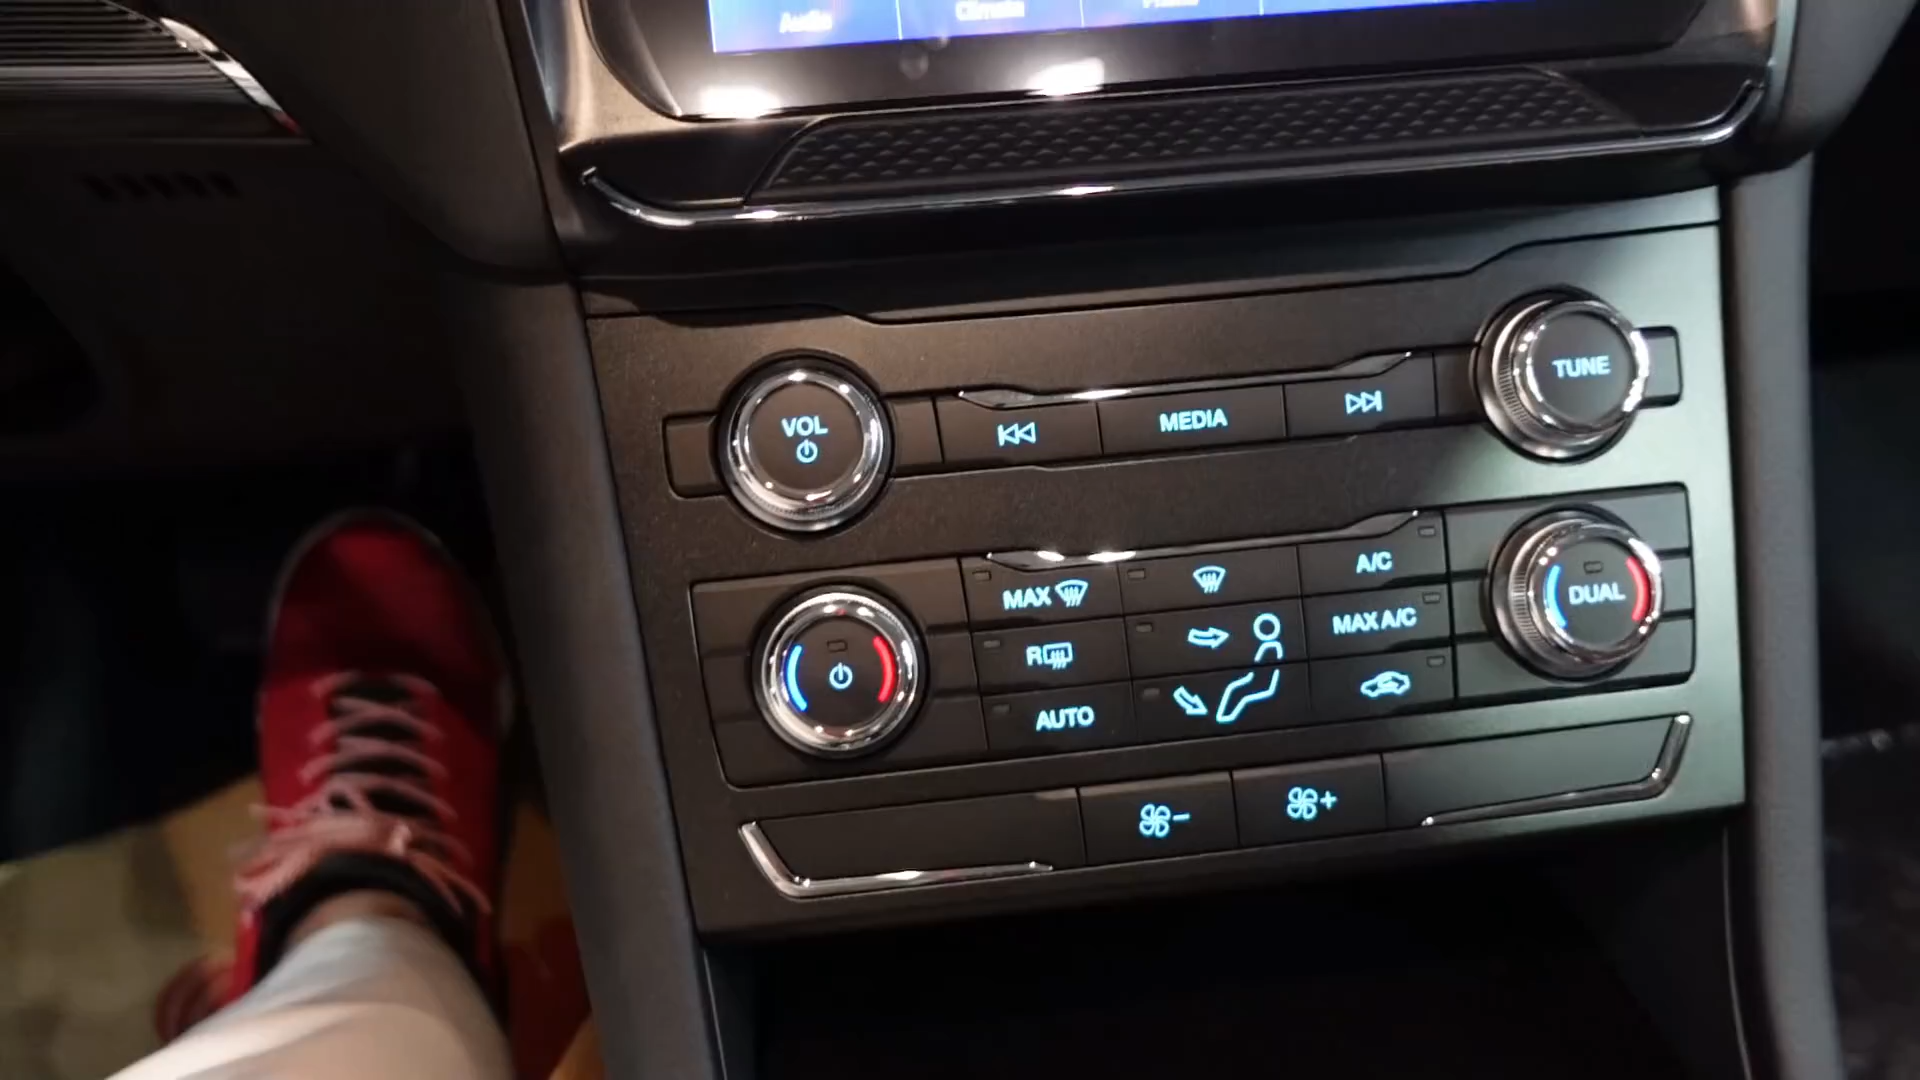 Audio
Climate
VOL
MEDIA
TUNE
MAX
A/C
R
MAX A/C
DUAL
AUTO